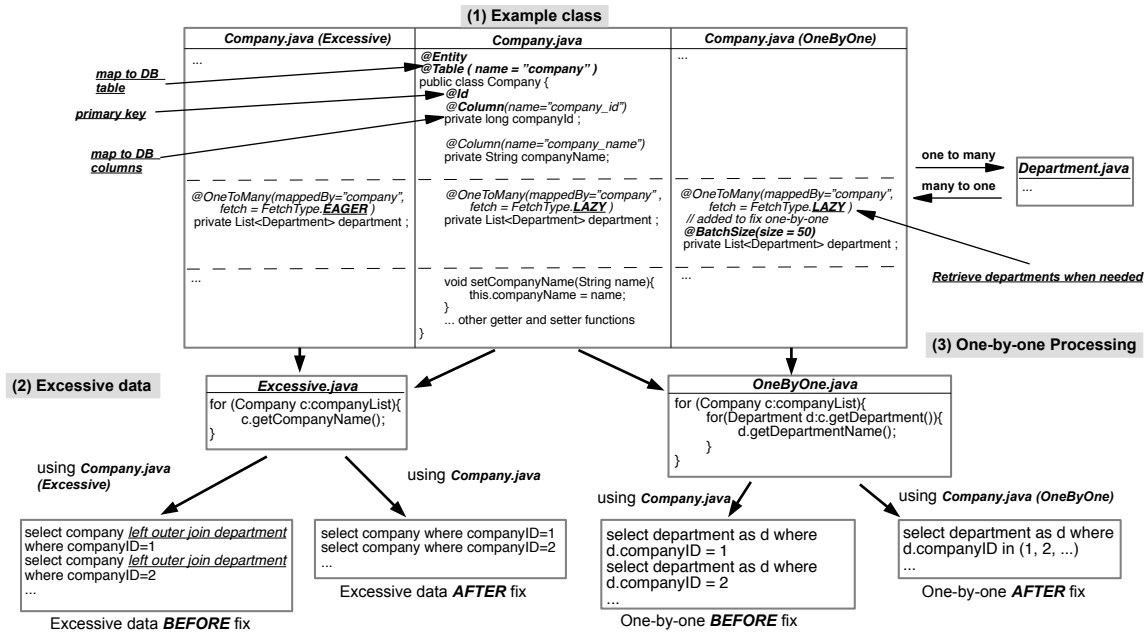 (1) Example class
Company.java (Excessive)
...
@OneToMany(mappedBy="company",
fetch = FetchType.EAGER )
private List<Department> department ;
...
Company.java
@Entity
@Table ( name = "company" )
public class Company {
@Id
@Column(name="company_id")
private long companyId ;
@Column(name="company_name")
private String companyName;
@OneToMany(mappedBy="company" ,
fetch = FetchType.LAZY )
private List<Department> department ;
void setCompanyName(String name){
this.companyName = name;
}
... other getter and setter functions
}
Company.java (OneByOne)
...
@OneToMany(mappedBy="company",
fetch = FetchType.LAZY )
// added to fix one-by-one
@BatchSize(size = 50)
private List<Department> department ;
...
map to DB
table
primary key
map to DB
columns
one to many
many to one
Department.java
...
Retrieve departments when needed
(2) Excessive data
Excessive.java
for (Company c:companyList){
c.getCompanyName();
}
using Company.java
(Excessive)
using Company.java
select company left outer join department
where companyID=1
select company left outer join department
where companyID=2
...
Excessive data BEFORE fix
select company where companyID=1
select company where companyID=2
...
Excessive data AFTER fix
(3) One-by-one Processing
OneByOne.java
for (Company c:companyList){
for(Department d:c.getDepartment()){
d.getDepartmentName();
}
}
using Company.java
using Company.java (OneByOne)
select department as d where
d.companyID = 1
select department as d where
d.companyID = 2
...
One-by-one BEFORE fix
select department as d where
d.companyID in (1, 2, ...)
...
One-by-one AFTER fix